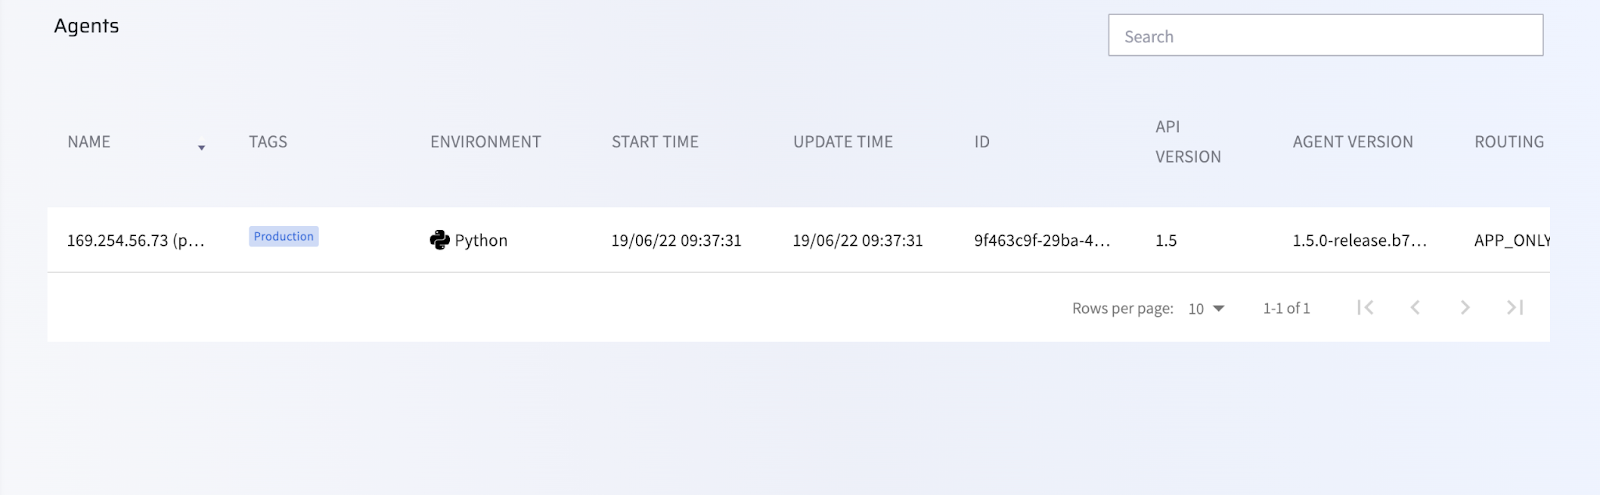 Agents
Search
NAME TAGS ENVIRONMENT START TIME UPDATE TIME ID API VERSION AGENT VERSION ROUTING
169.254.56.73 (p... Production Python 19/06/22 09:37:31 19/06/22 09:37:31 9f463c9f-29ba-4... 1.5 1.5.0-release.b7... APP_ONLY
Rows per page: 10 1-1 of 1